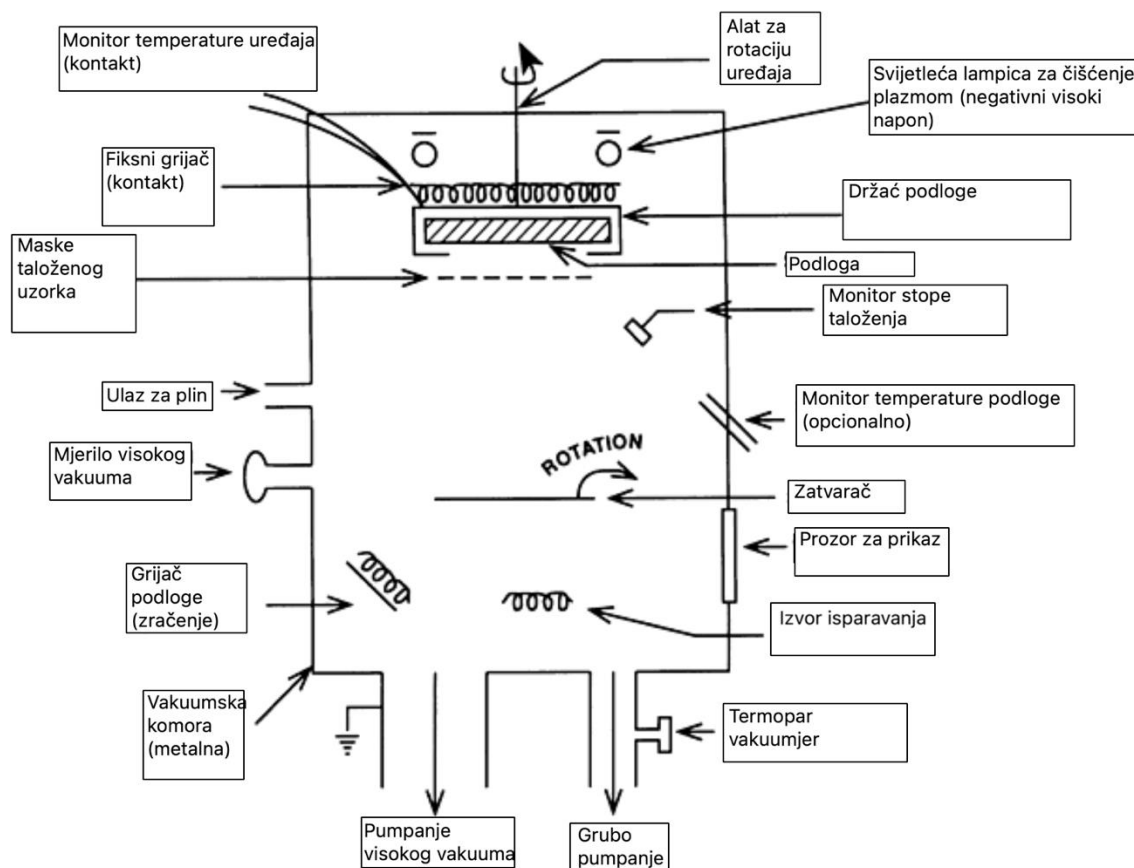 Monitor temperature uređaja
(kontakt)
Alat za
rotaciju
uređaja
Svijetleća lampica za čišćenje
plazmom (negativni visoki
napon)
Fiksni grijač
(kontakt)
Držać podloge
Maske
taloženog
uzorka
Podloga
Monitor stope
taloženja
Ulaz za plin
Monitor temperature podloge
(opcionalno)
Mjerilo visokog
vakuuma
ROTATION
Zatvarač
Prozor za prikaz
Grijač
podloge
(zračenje)
Izvor isparavanja
Vakuumska
komora
(metalna)
Termopar
vakuumjer
Pumpanje
visokog vakuuma
Grubo
pumpanje